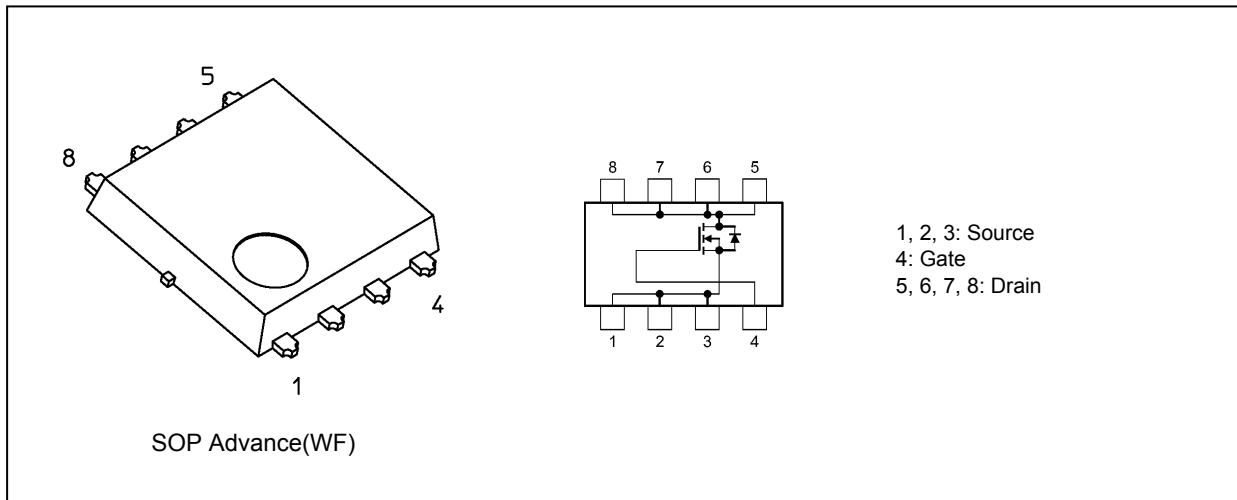 5
8
4
1
SOP Advance(WF)
8 7 6 5
1 2 3 4
1, 2, 3: Source
4: Gate
5, 6, 7, 8: Drain